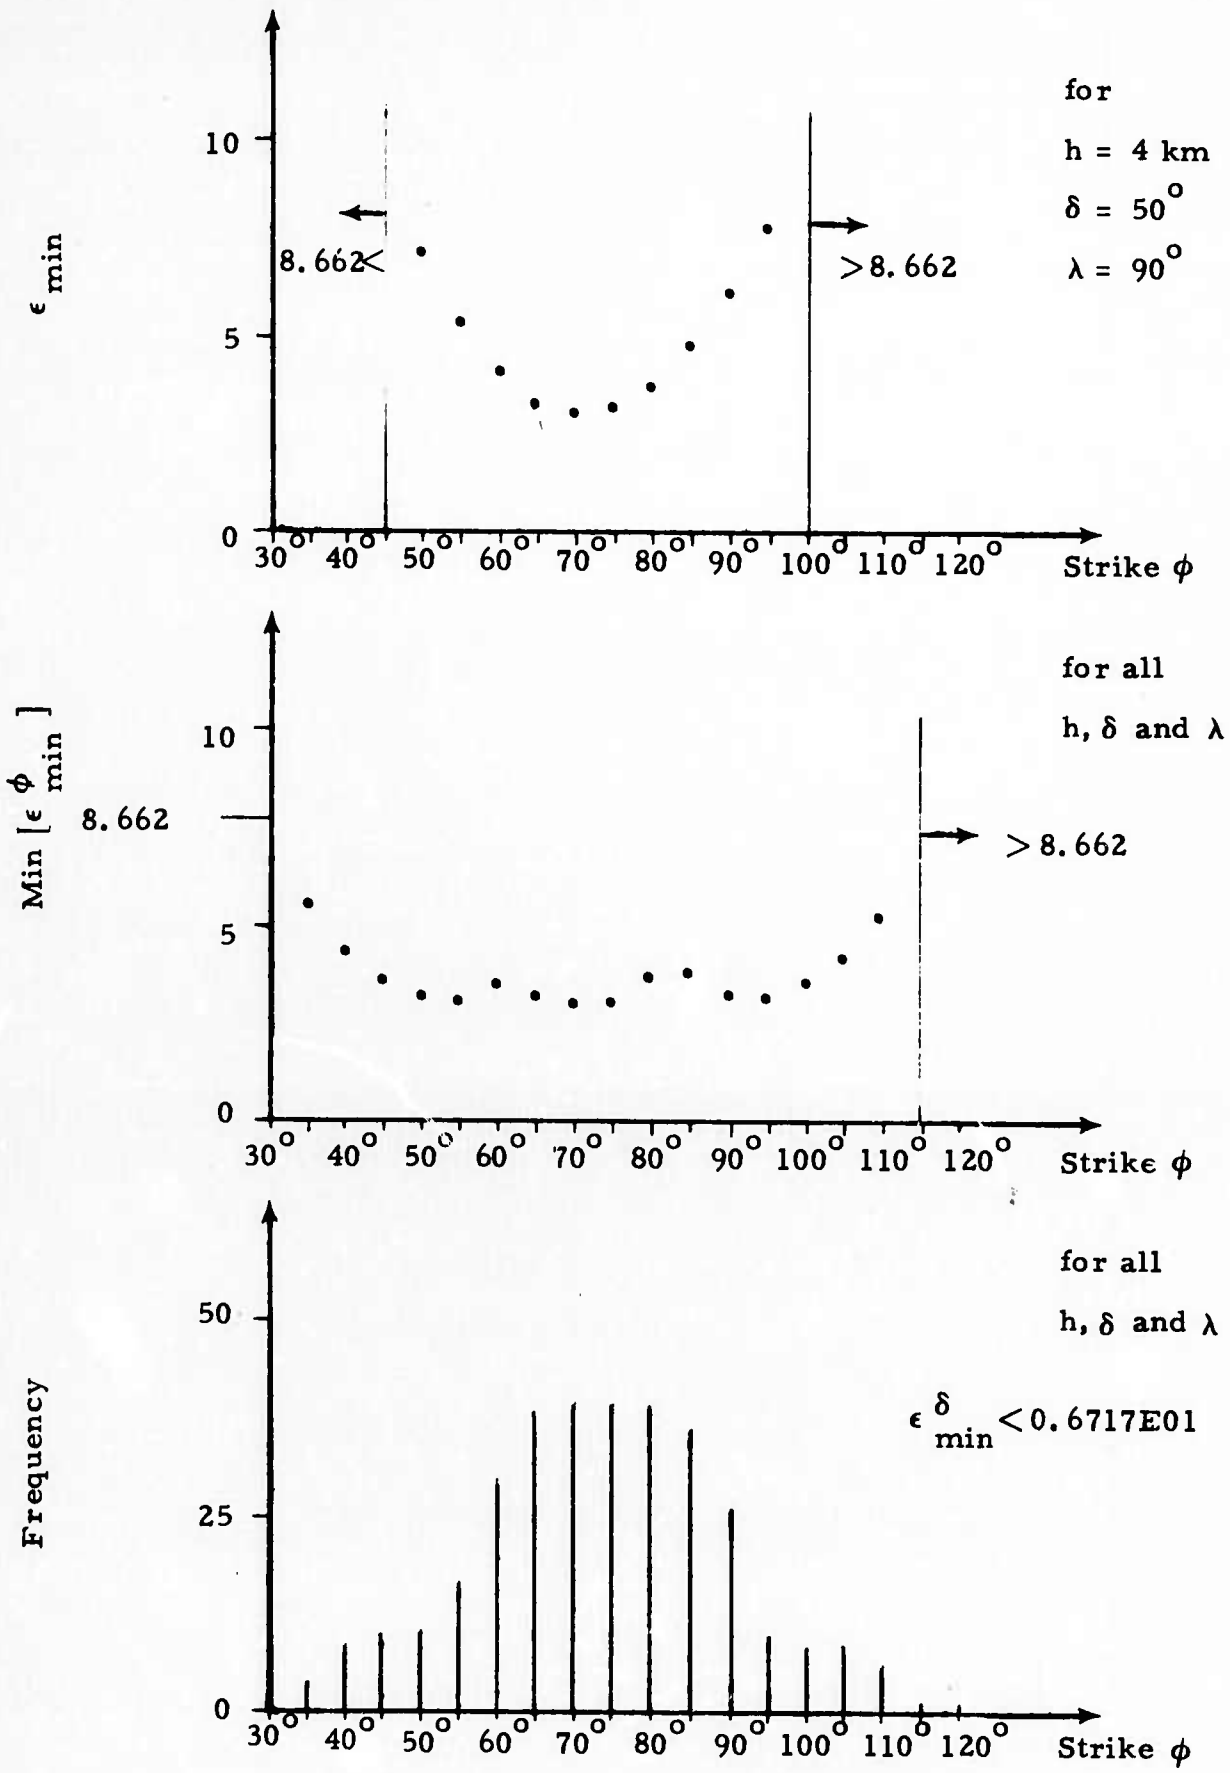 for
h = 4 km
δ = 50°
λ = 90°
10
5
0
ϵ min
8.662<
>8.662
30° 40° 50° 60° 70° 80° 90° 100° 110° 120°
Strike ϕ
for all
h, δ and λ
10
8.662
5
0
Min [ϵ ϕ min]
>8.662
30° 40° 50° 60° 70° 80° 90° 100° 110° 120°
Strike ϕ
for all
h, δ and λ
ϵ δ min <0.6717E01
50
25
0
Frequency
30° 40° 50° 60° 70° 80° 90° 100° 110° 120°
Strike ϕ